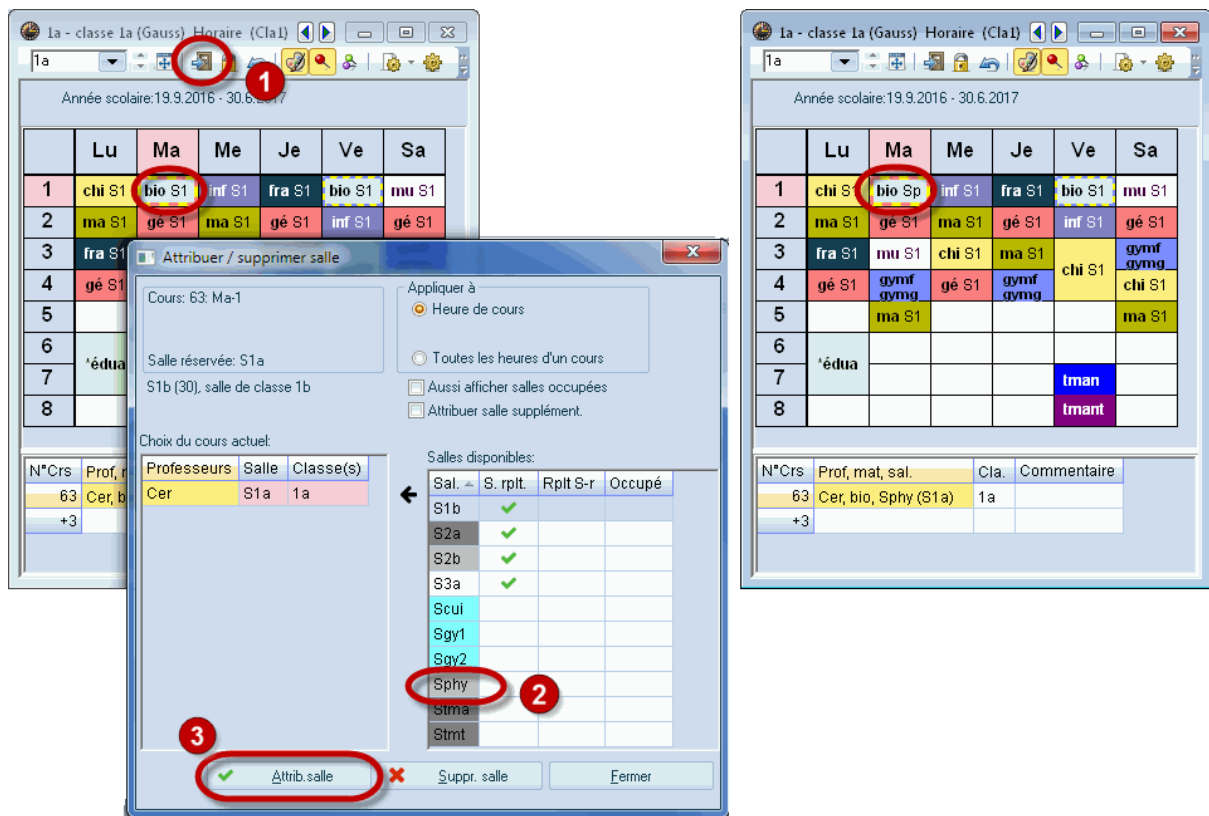 1a - classe 1a (Gauss) Horaire (Cla1)
1a
1
Année scolaire:19.9.2016 - 30.6.2017
Lu Ma Me Je Ve Sa
1 chi S1 bio S1 inf S1 fra S1 bio S1 mu S1
2 ma S1 gé S1 ma S1 gé S1 inf S1 gé S1
3 fra S1
4 gé S1
5
6
*édua
7
8
N°Crs Prof,
63 Cer, b
+3
Attribuer / supprimer salle
Cours: 63: Ma-1
Salle réservée: S1a
S1b (30), salle de classe 1b
Appliquer à
Heure de cours
Toutes les heures d'un cours
Aussi afficher salles occupées
Attribuer salle supplément.
Choix du cours actuel:
Professeurs Salle Classe(s)
Cer S1a 1a
Salles disponibles:
Sal. S. rplt. Rplt S-r Occupé
S1b
S2a
S2b
S3a
Scui
Sgy1
Sgy2
Sphy
2
Stma
Stmt
3
Attrib.salle Suppr. salle Fermer
1a - classe 1a (Gauss) Horaire (Cla1)
1a
Année scolaire:19.9.2016 - 30.6.2017
Lu Ma Me Je Ve Sa
1 chi S1 bio Sp inf S1 fra S1 bio S1 mu S1
2 ma S1 gé S1 ma S1 gé S1 inf S1 gé S1
3 fra S1 mu S1 chi S1 ma S1 chi S1 gymf gymg
4 gé S1 gymf gymg gé S1 gymf gymg chi S1
5 ma S1 ma S1
6
*édua
7 tman
8 tmant
N°Crs Prof, mat, sal. Cla. Commentaire
63 Cer, bio, Sphy (S1a) 1a
+3